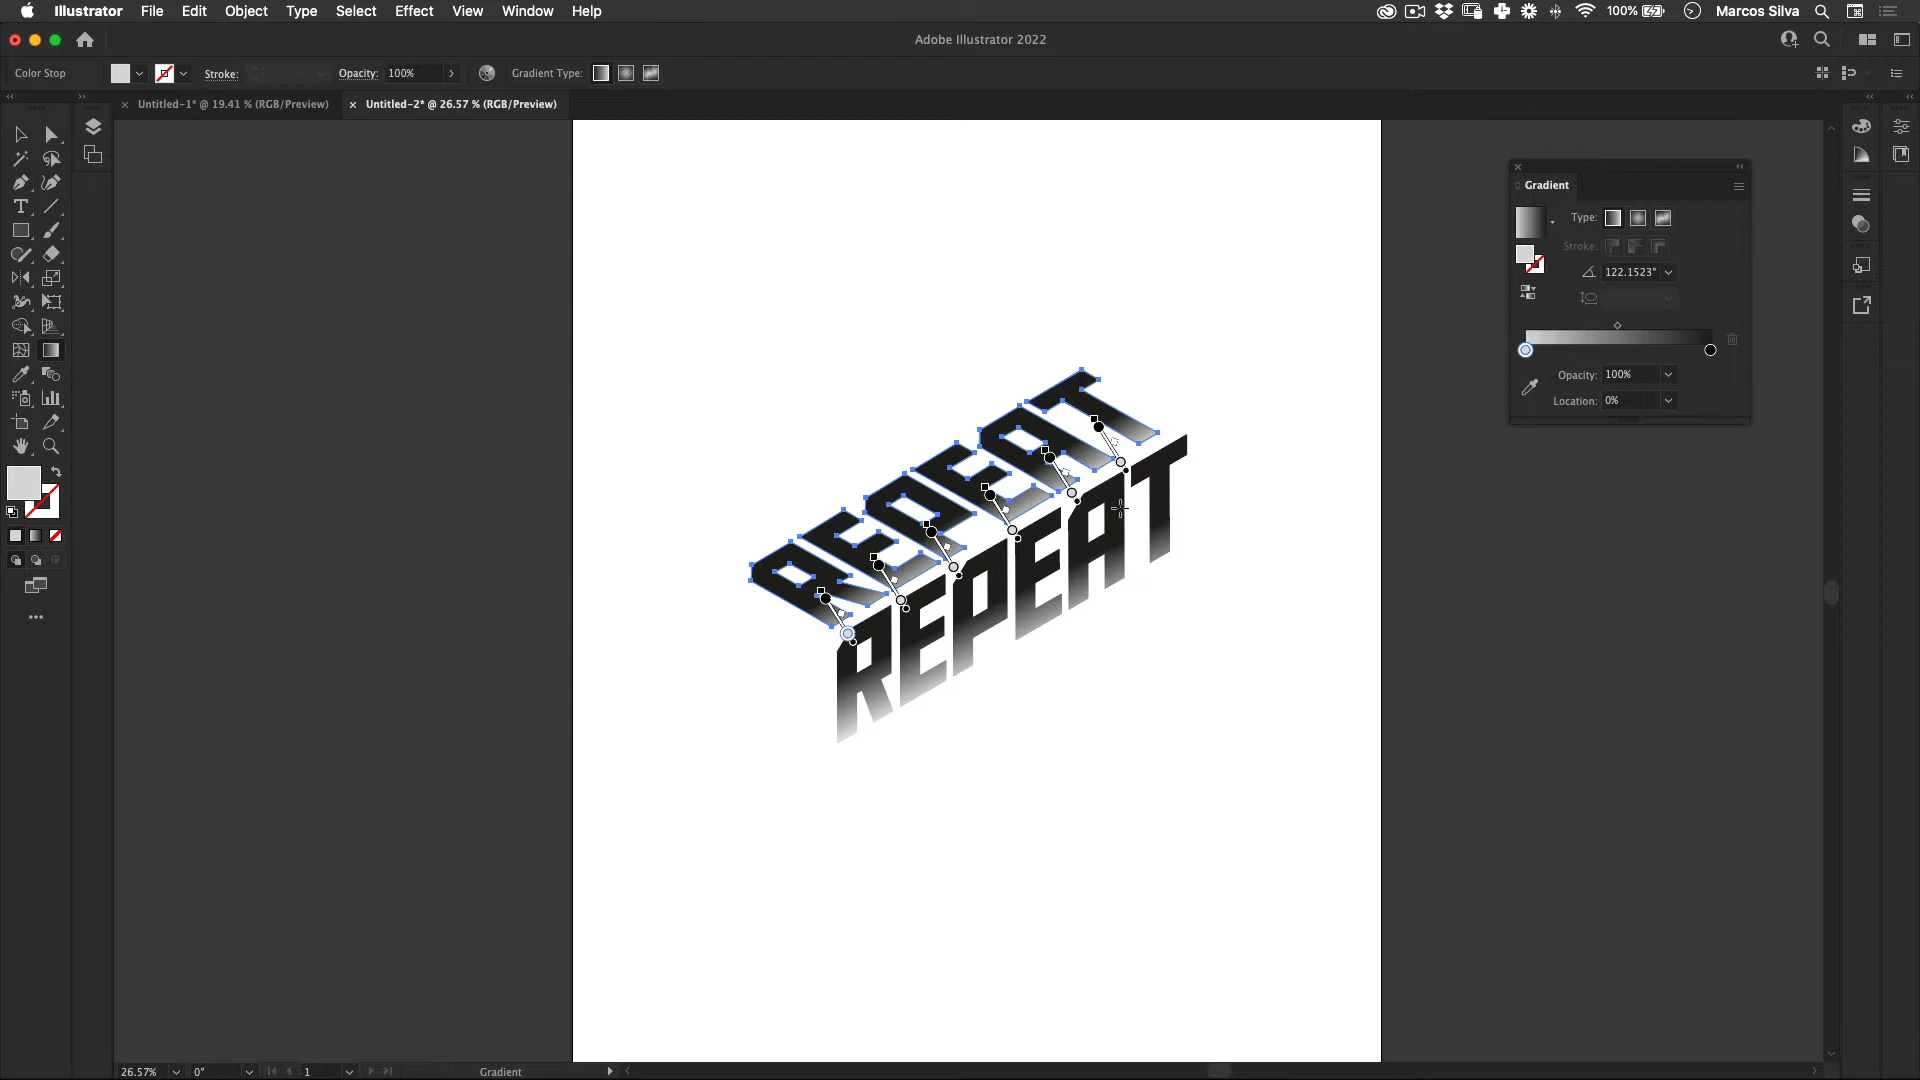 Illustrator File Edit Object Type Select Effect View Window Help
100% Marcos Silva
Adobe Illustrator 2022
Color Stop Stroke: Opacity: 100% Gradient Type:
Untitled-1* @ 19.41 % (RGB/Preview) Untitled-2* @ 26.57 % (RGB/Preview)
Gradient
Type:
Stroke:
122.1523°
Opacity: 100%
Location: 0%
REPEAT
REPEAT
26.57% 0° 1 Gradient